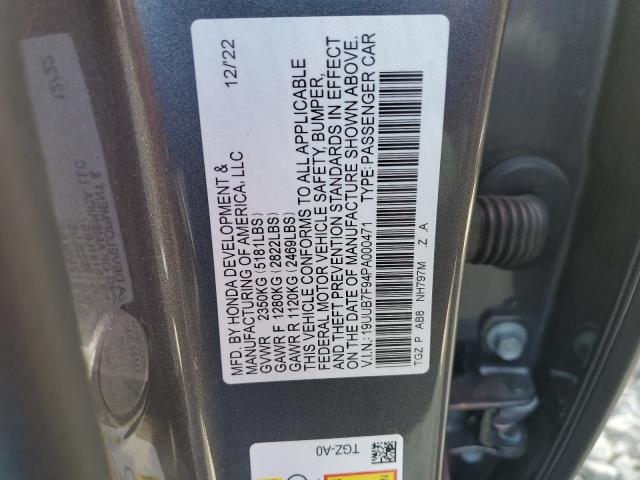 12/22
MFD. BY HONDA DEVELOPMENT &
MANUFACTURING OF AMERICA, LLC
GVWR 2350KG (5181LBS)
GAWR F 1280KG (2822LBS)
GAWR R 1120KG (2469LBS)
THIS VEHICLE CONFORMS TO ALL APPLICABLE
FEDERAL MOTOR VEHICLE SAFETY, BUMPER,
AND THEFT PREVENTION STANDARDS IN EFFECT
ON THE DATE OF MANUFACTURE SHOWN ABOVE.
V.I.N.: 19UUB7F94PA000471 TYPE: PASSENGER CAR
TGZ P AB8 NH797M Z A
TGZ-A0